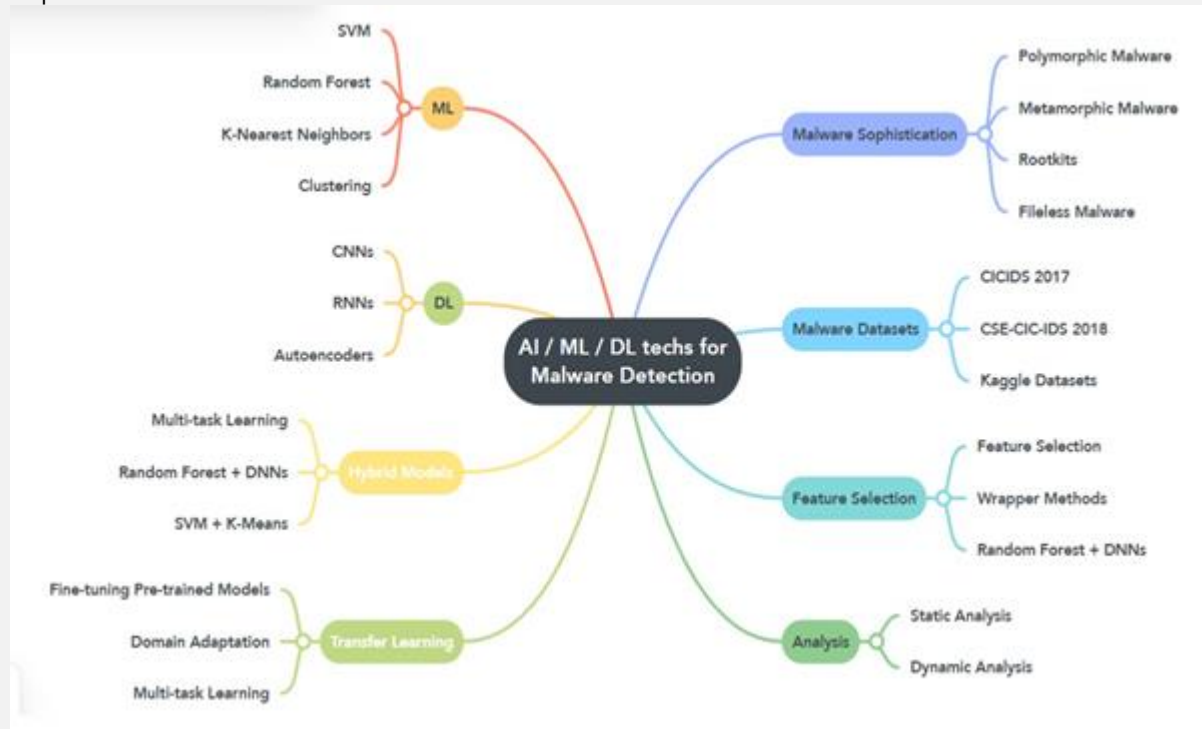 SVM
Random Forest
K-Nearest Neighbors
Clustering
ML
CNNs
RNNs
Autoencoders
DL
Multi-task Learning
Random Forest + DNNs
SVM + K-Means
Hybrid Models
Fine-tuning Pre-trained Models
Domain Adaptation
Multi-task Learning
Transfer Learning
AI / ML / DL techs for
Malware Detection
Malware Sophistication
Polymorphic Malware
Metamorphic Malware
Rootkits
Fileless Malware
Malware Datasets
CICIDS 2017
CSE-CIC-IDS 2018
Kaggle Datasets
Feature Selection
Feature Selection
Wrapper Methods
Random Forest + DNNs
Analysis
Static Analysis
Dynamic Analysis